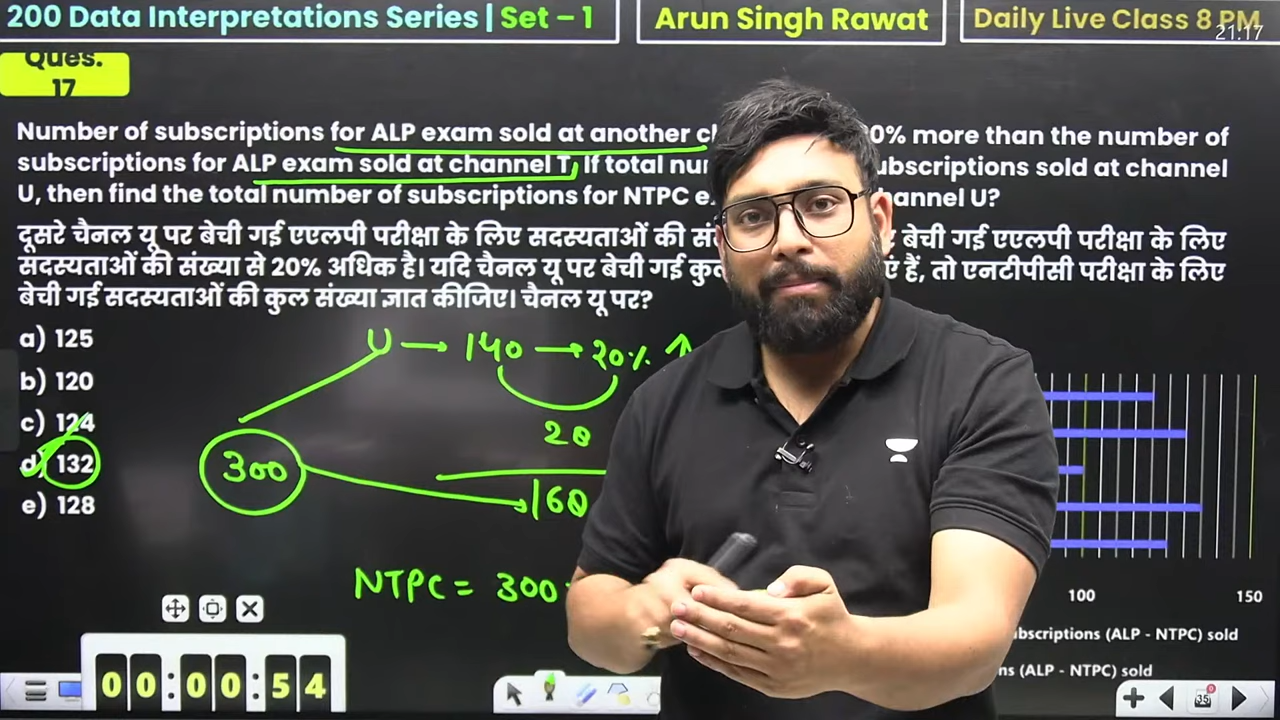 200 Data Interpretations Series | Set – 1
Arun Singh Rawat
Daily Live Class 8 PM
21:17
Ques.
17
Number of subscriptions for ALP exam sold at another 0% more than the number of
subscriptions for ALP exam sold at channel T. If total ubscriptions sold at channel
U, then find the total number of subscriptions for NTPC annel U?
दूसरे चैनल यू पर बेची गई एएलपी परीक्षा के लिए सदस्यताओं की बेची गई एएलपी परीक्षा के लिए
सदस्यताओं की संख्या से 20% अधिक है। यदि चैनल यू पर बेची गई हैं, तो एनटीपीसी परीक्षा के लिए
बेची गई सदस्यताओं की कुल संख्या ज्ञात कीजिए। चैनल यू पर?
a) 125
b) 120
c) 124
d) 132
e) 128
U → 140 → 20% ↑
28
300
168
NTPC = 300
100
150
bscriptions (ALP - NTPC) sold
ns (ALP - NTPC) sold
00:00:54
35